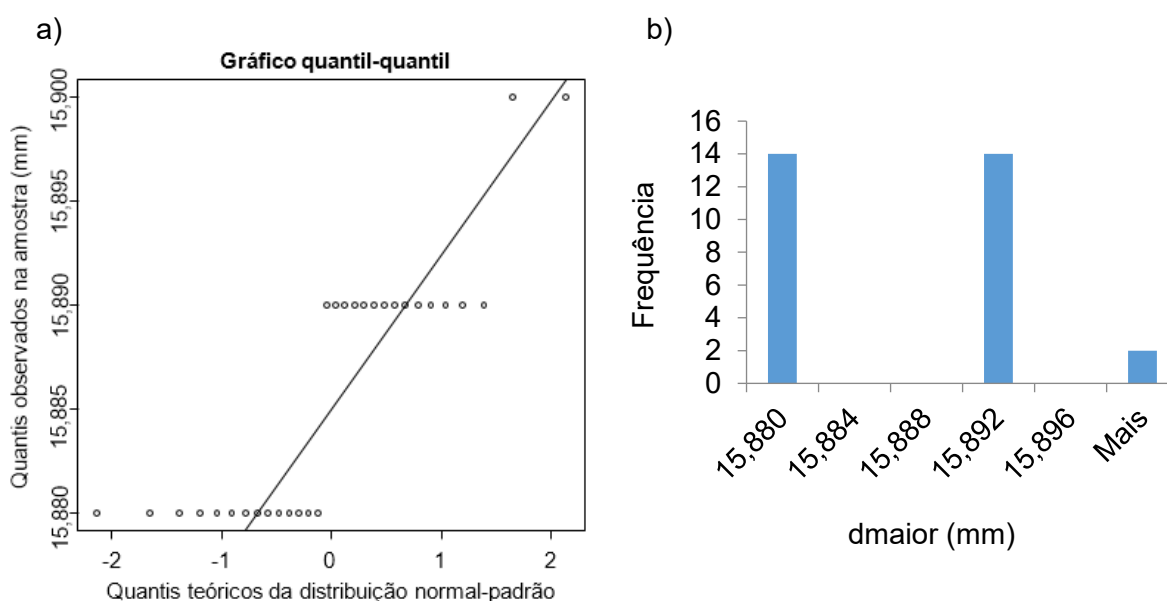 a)
Gráfico quantil-quantil
Quantis observados na amostra (mm)
15,900
15,895
15,890
15,885
15,880
-2 -1 0 1 2
Quantis teóricos da distribuição normal-padrão
b)
Frequência
16
14
12
10
8
6
4
2
0
15,880 15,884 15,888 15,892 15,896 Mais
dmaior (mm)